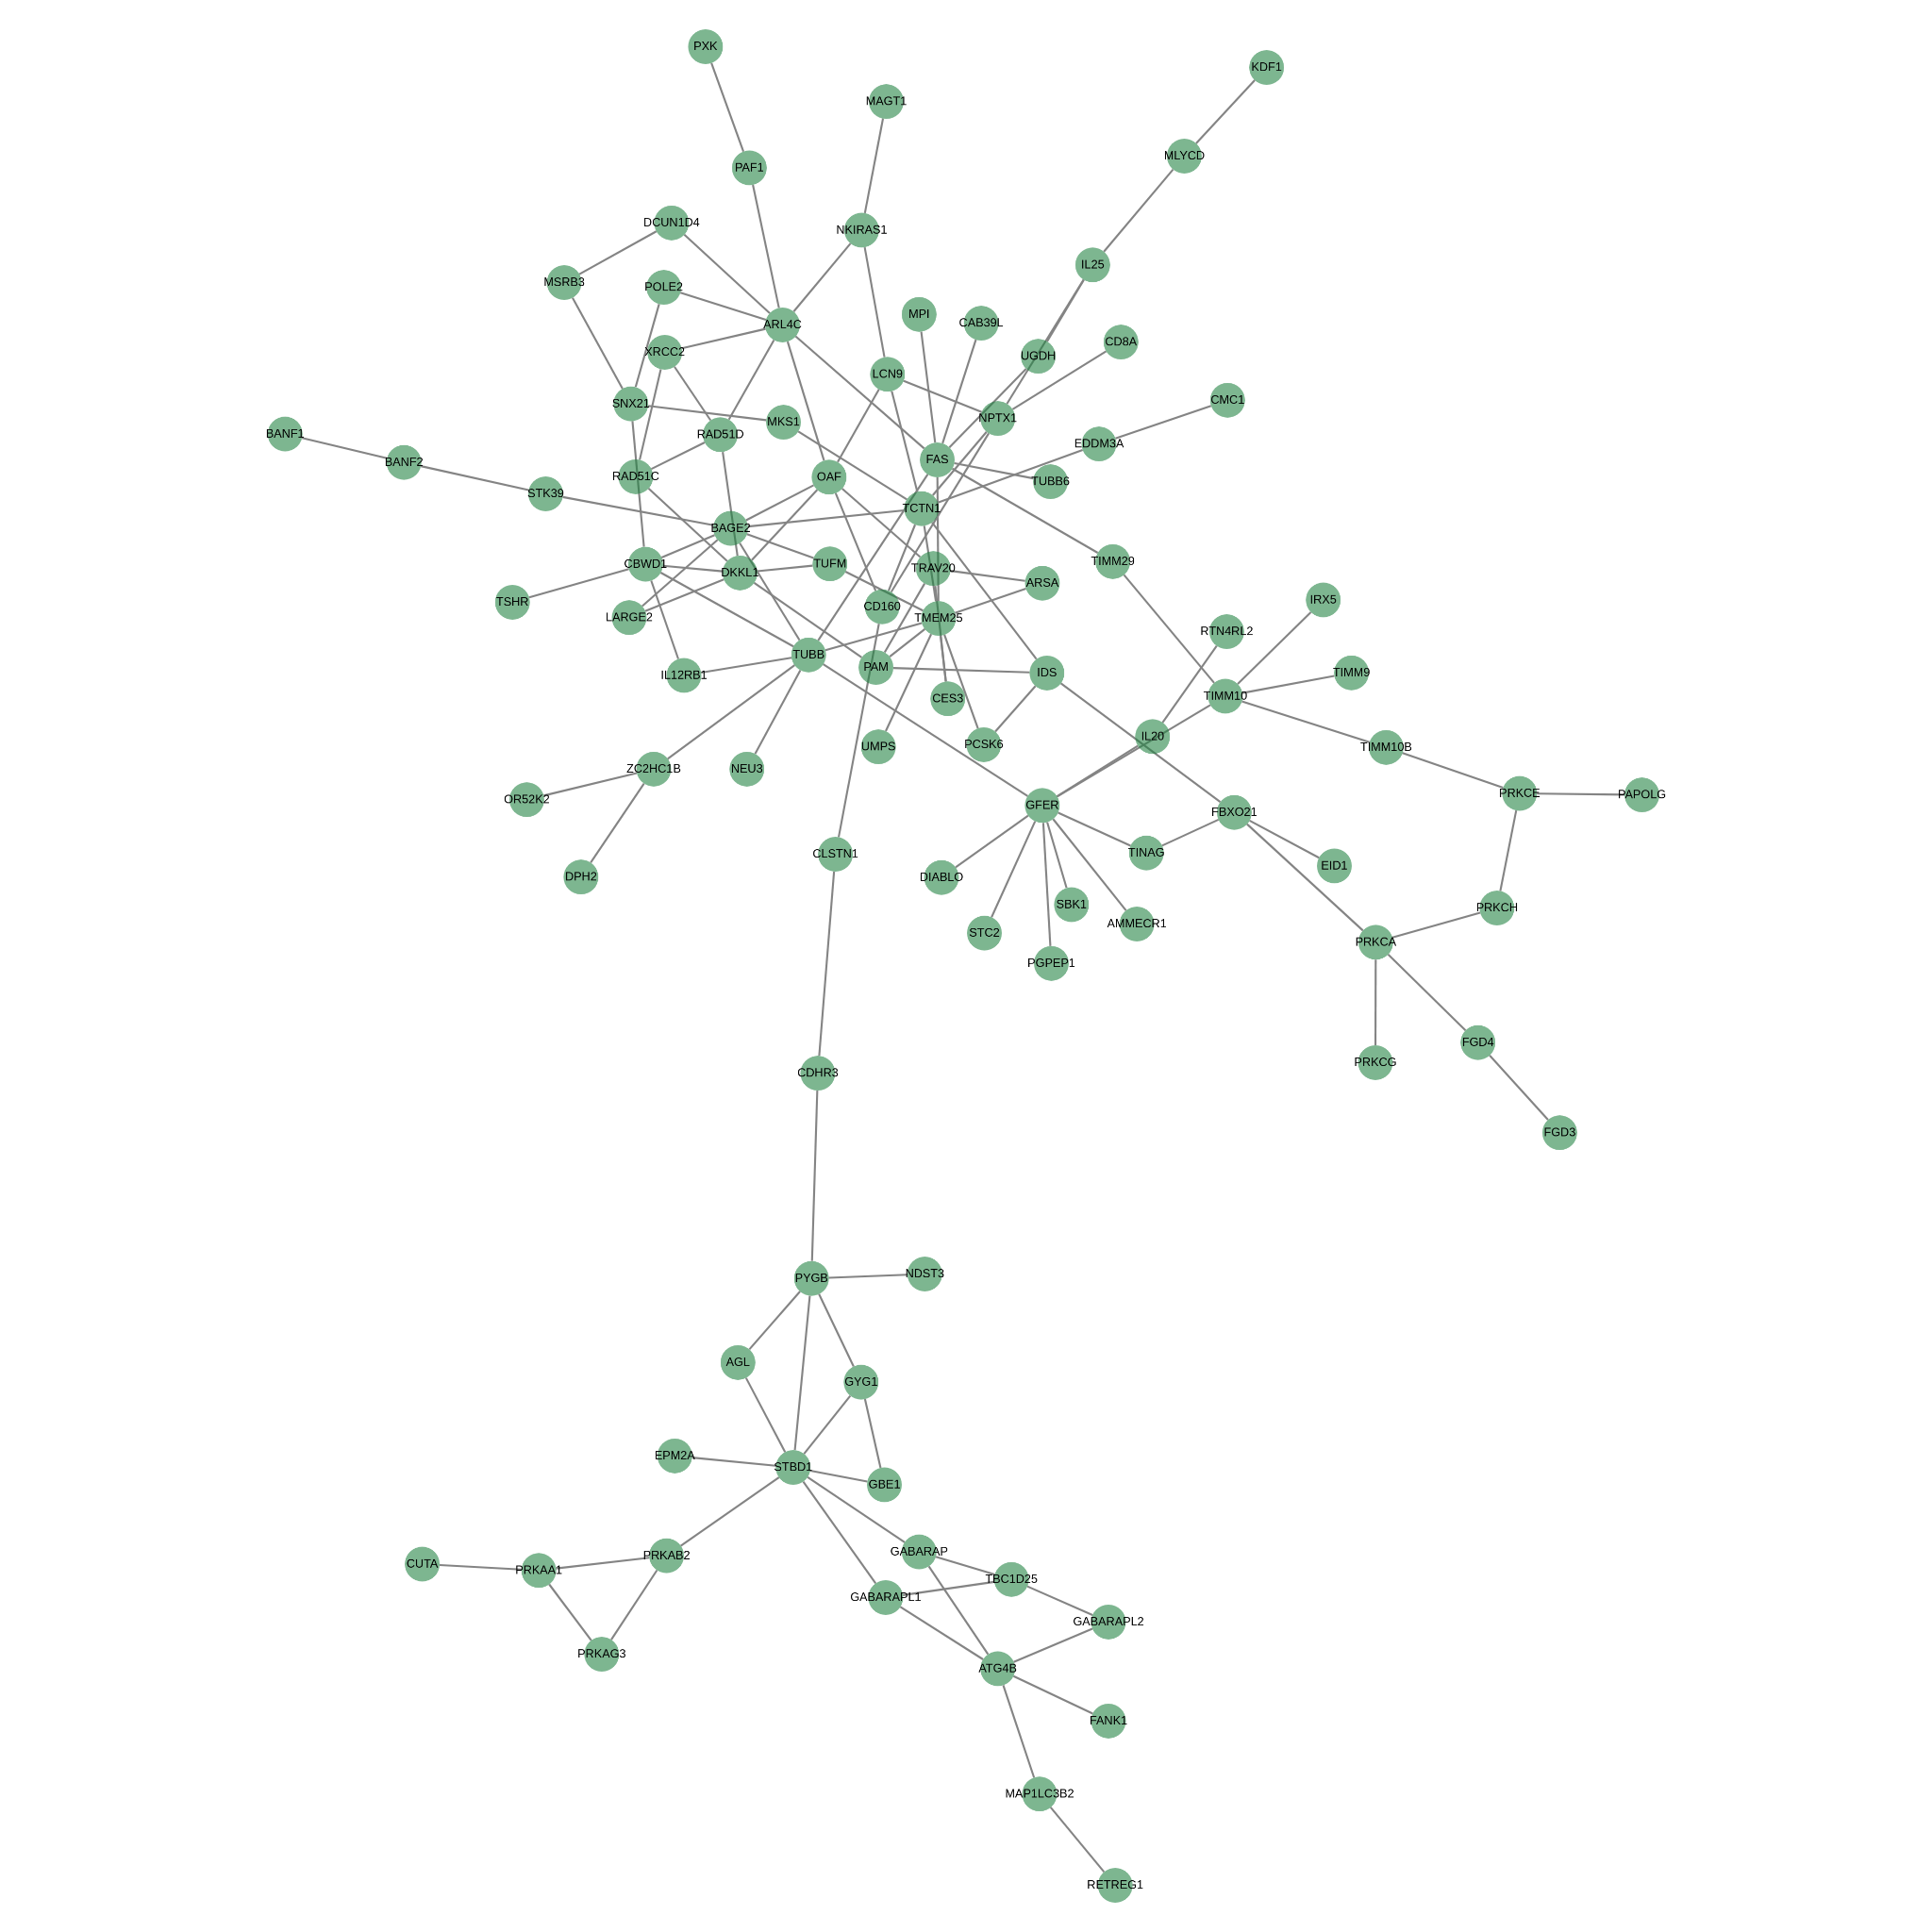 PXK
KDF1
MAGT1
MLYCD
PAF1
DCUN1D4
NKIRAS1
IL25
MSRB3
POLE2
MPI
CAB39L
ARL4C
CD8A
XRCC2
UGDH
LCN9
CMC1
SNX21
NPTX1
MKS1
BANF1
RAD51D
EDDM3A
BANF2
FAS
RAD51C
OAF
TUBB6
STK39
TCTN1
BAGE2
TIMM29
CBWD1
TUFM
TRAV20
DKKL1
ARSA
TSHR
IRX5
CD160
LARGE2
TMEM25
RTN4RL2
TUBB
PAM
IL12RB1
IDS
TIMM9
CES3
TIMM10
IL20
UMPS
PCSK6
TIMM10B
ZC2HC1B
NEU3
OR52K2
PRKCE
PAPOLG
GFER
FBXO21
CLSTN1
TINAG
EID1
DPH2
DIABLO
SBK1
PRKCH
AMMECR1
STC2
PRKCA
PGPEP1
FGD4
PRKCG
CDHR3
FGD3
NDST3
PYGB
AGL
GYG1
EPM2A
STBD1
GBE1
GABARAP
PRKAB2
CUTA
PRKAA1
TBC1D25
GABARAPL1
GABARAPL2
PRKAG3
ATG4B
FANK1
MAP1LC3B2
RETREG1